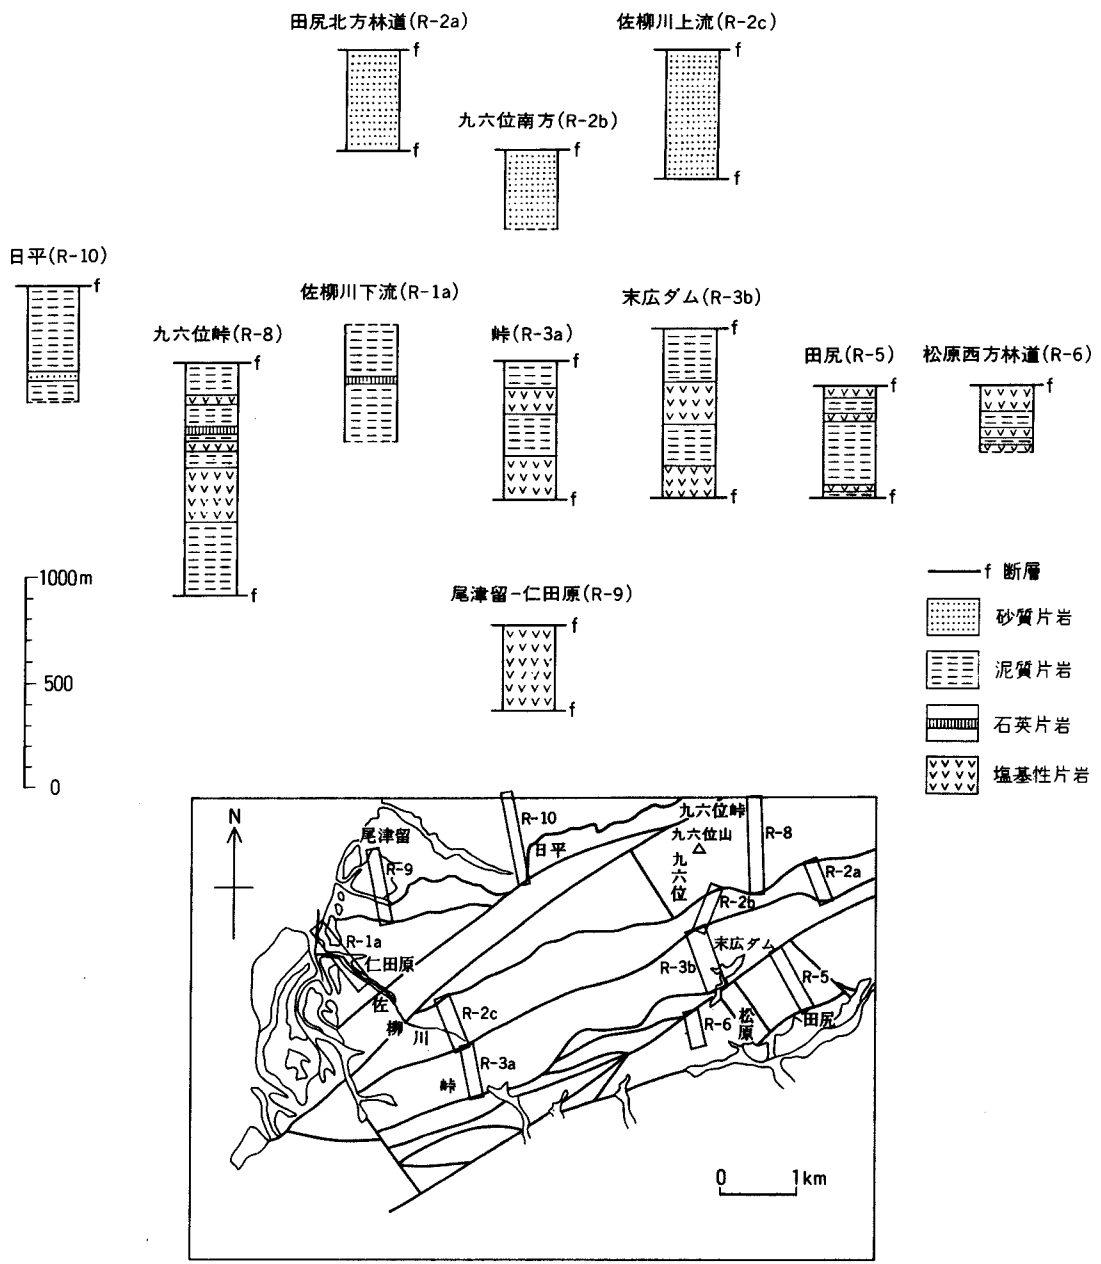 田尻北方林道(R-2a)
佐柳川上流(R-2c)
f
f
九六位南方(R-2b)
f
f
f
日平(R-10)
f
佐柳川下流(R-1a)
末広ダム(R-3b)
九六位峠(R-8)
峠(R-3a)
f
田尻(R-5)
松原西方林道(R-6)
f
f
f
f
f
f
f
1000m
f
尾津留-仁田原(R-9)
f 断層
砂質片岩
f
泥質片岩
500
f
石英片岩
塩基性片岩
0
N
尾津留
R-10
日平
九六位峠
九六位山
R-8
九六位
R-9
R-2a
R-2b
R-1a
仁田原
末広ダム
R-3b
R-5
佐柳川
R-2c
R-6
松原
田尻
R-3a
峠
0 1km